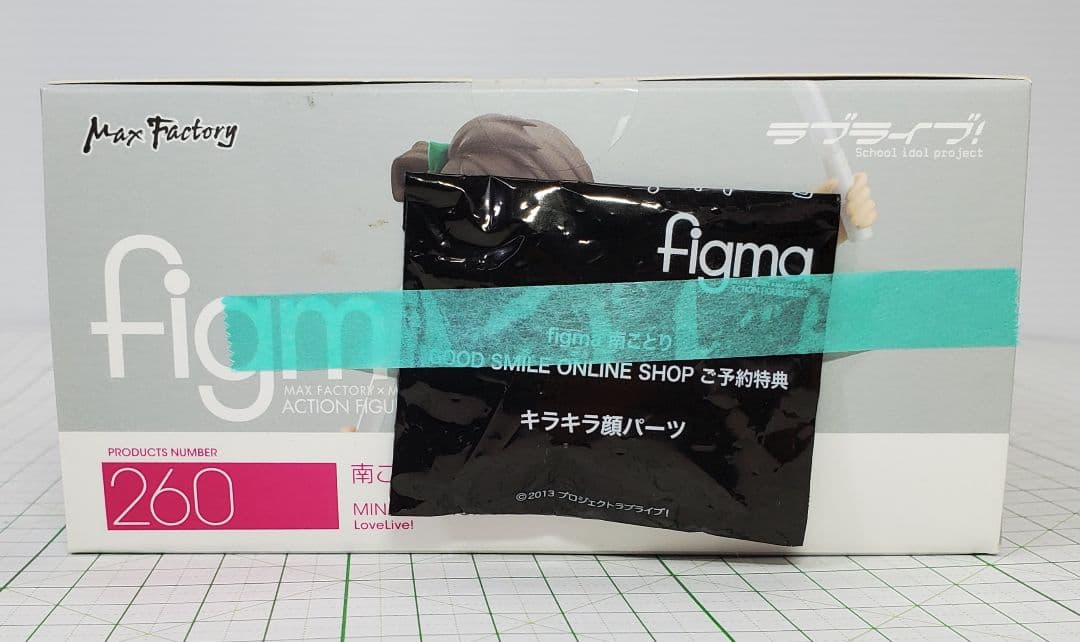 Max Factory
ラブライブ!
School idol project
figm
MAX FACTORY × M
ACTION FIGU
PRODUCTS NUMBER
260
南こ
MIN
LoveLive!
figma
figma 南ことり
GOOD SMILE ONLINE SHOP ご予約特典
キラキラ顔パーツ
©2013 プロジェクトラブライブ!